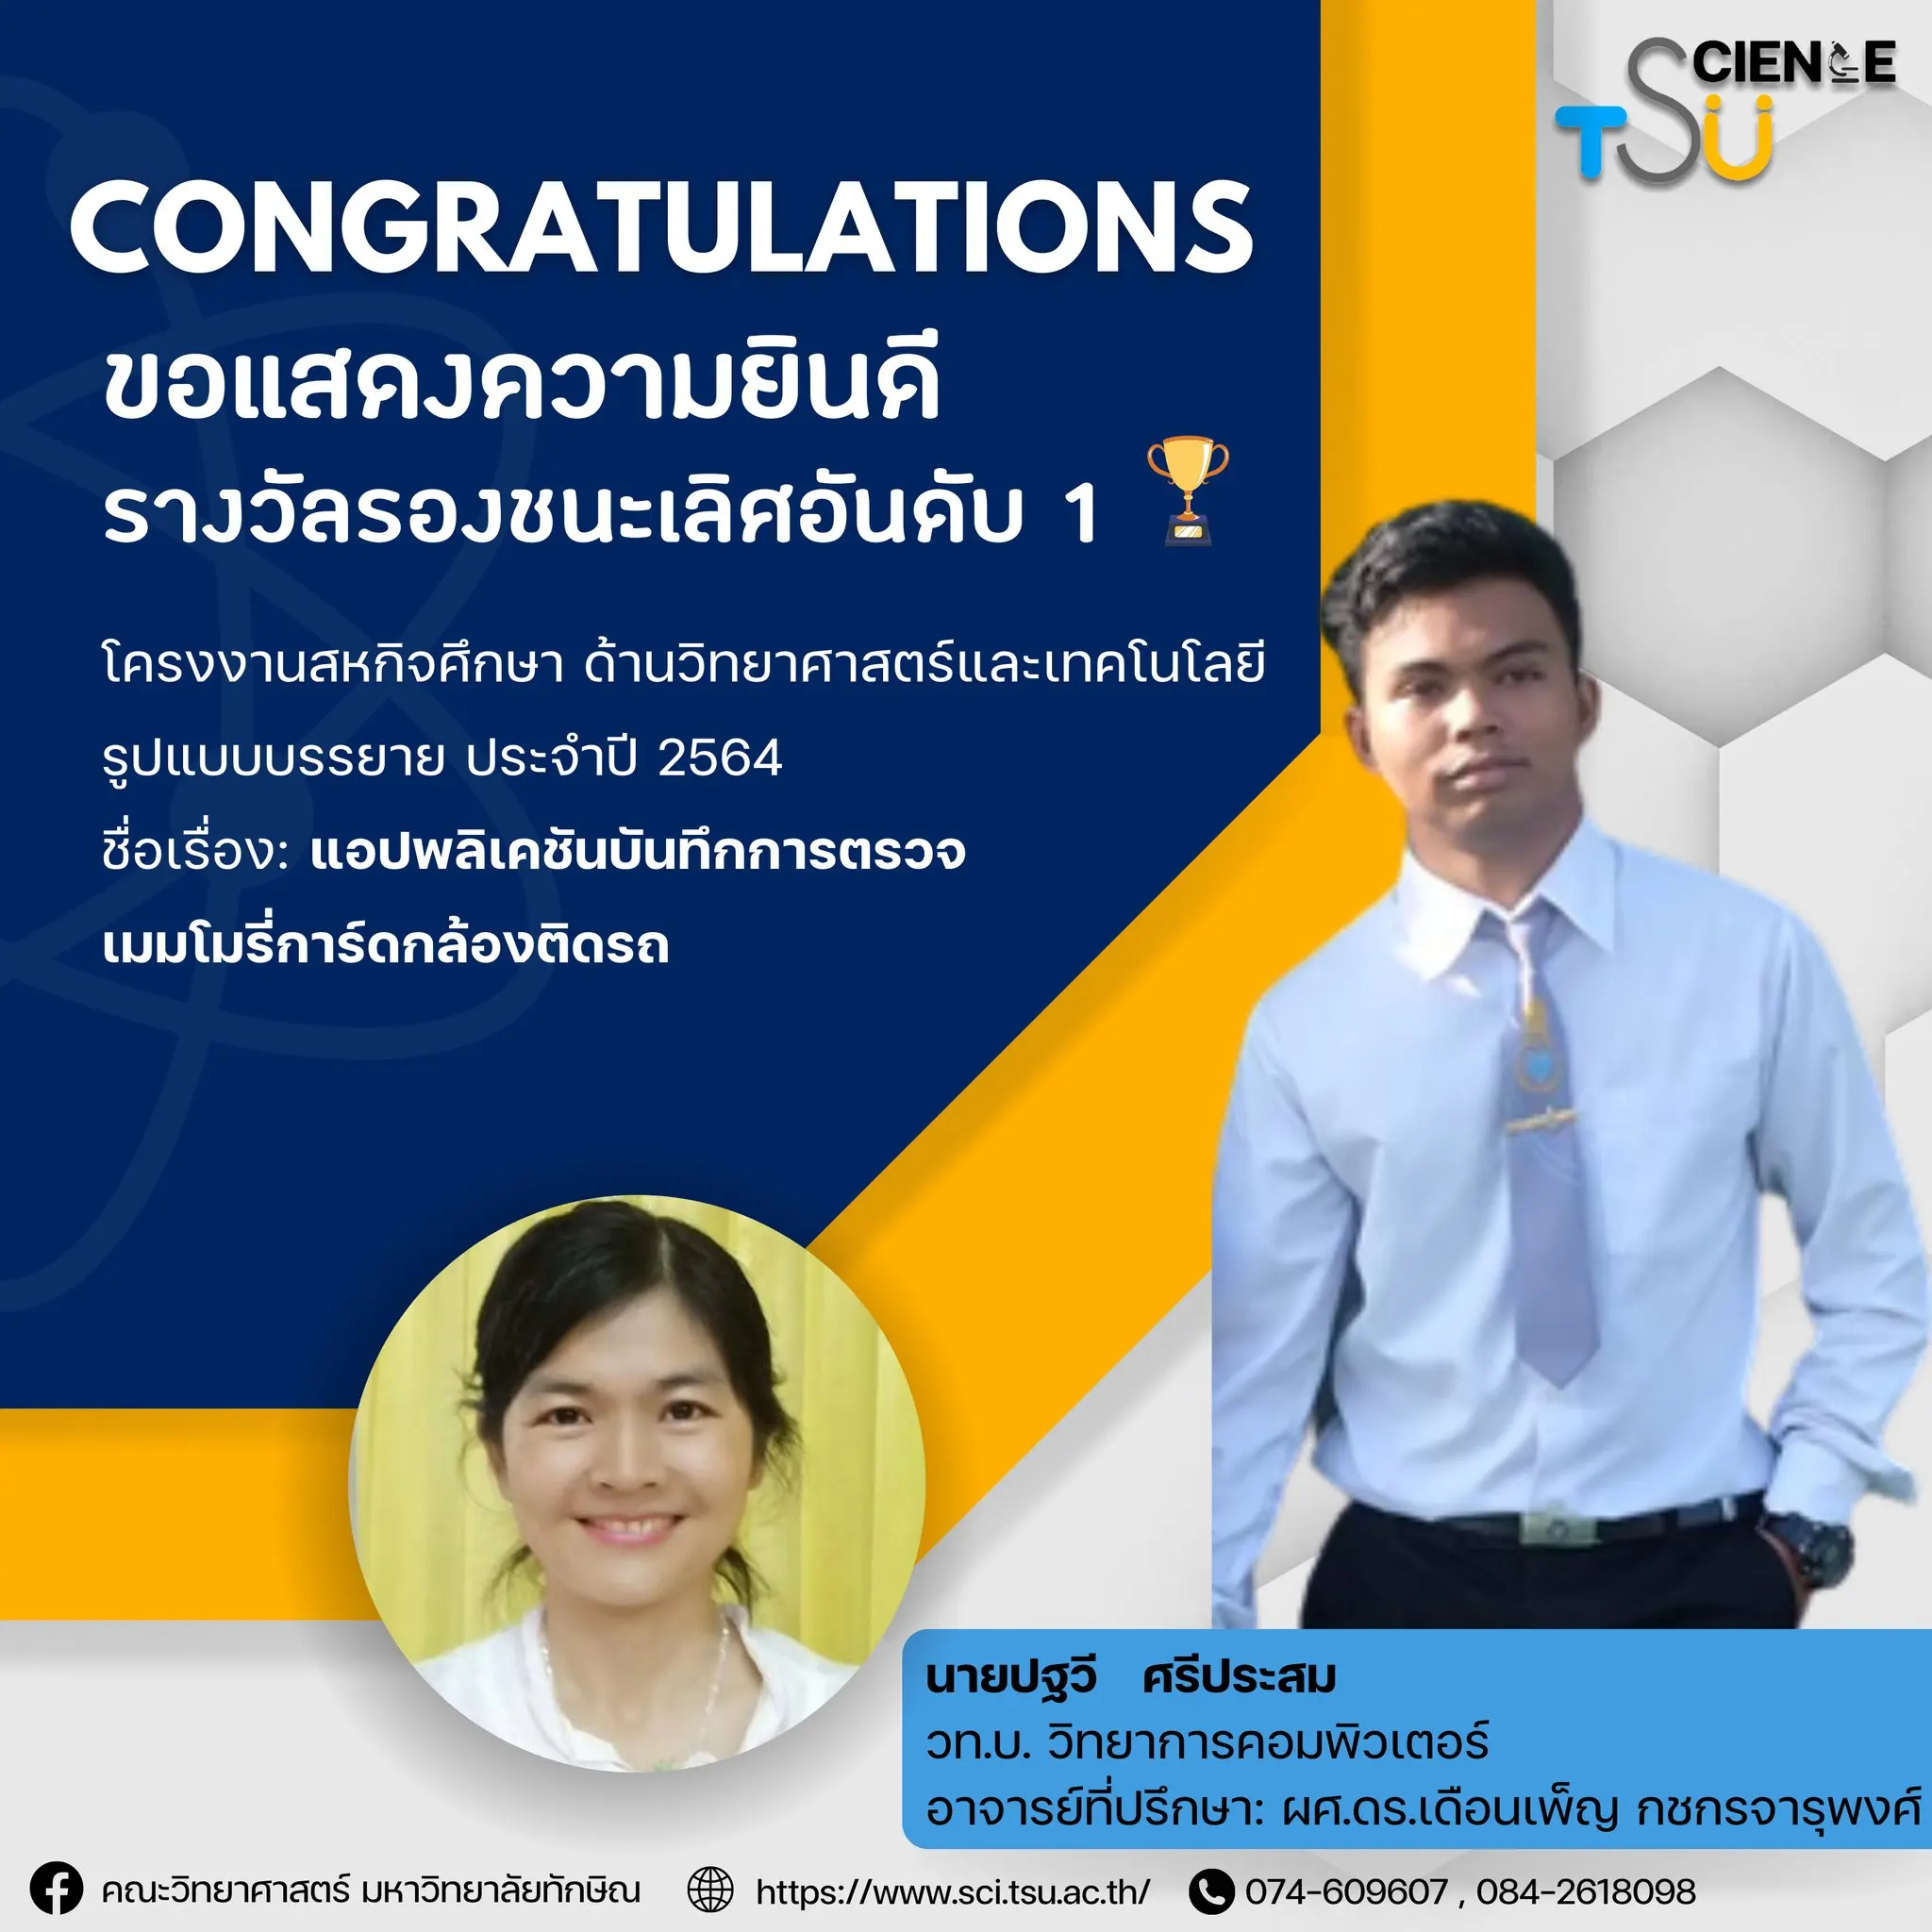 SCIENCE
TSU
CONGRATULATIONS
ขอแสดงความยินดี
รางวัลรองชนะเลิศอันดับ 1
โครงงานสหกิจศึกษา ด้านวิทยาศาสตร์และเทคโนโลยี
รูปแบบบรรยาย ประจำปี 2564
ชื่อเรื่อง: แอปพลิเคชันบันทึกการตรวจ
เมมโมรี่การ์ดกล้องติดรถ
นายปฐวี ศรีประสม
วท.บ. วิทยาการคอมพิวเตอร์
อาจารย์ที่ปรึกษา: ผศ.ดร.เดือนเพ็ญ กชกรจารุพงศ์
คณะวิทยาศาสตร์ มหาวิทยาลัยทักษิณ https://www.sci.tsu.ac.th/ 074-609607 , 084-2618098